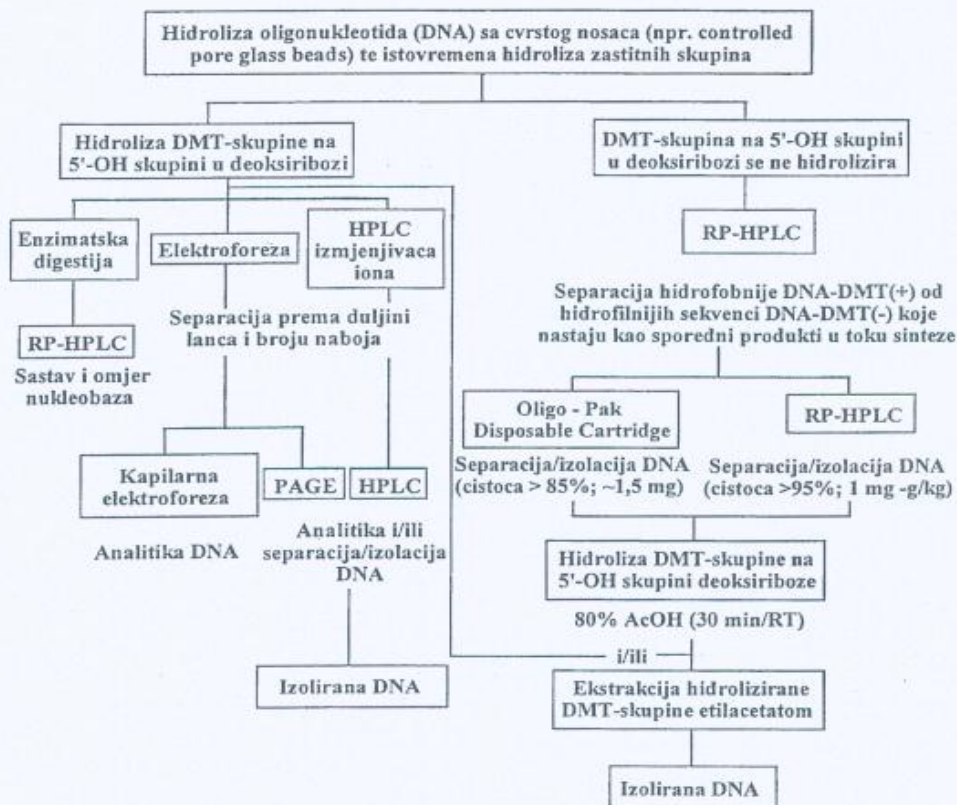 Hidroliza oligonukleotida (DNA) sa cvrstog nosaca (npr. controlled
pore glass beads) te istovremena hidroliza zastitnih skupina
Hidroliza DMT-skupine na
5'-OH skupini u deoksiribozi
DMT-skupina na 5'-OH skupini
u deoksiribozi se ne hidrolizira
Enzimatska
digestija
Elektroforeza
HPLC
izmjenjivaca
iona
RP-HPLC
Separacija prema duljini
lanca i broju naboja
Separacija hidrofobnije DNA-DMT(+) od
hidrofilnijih sekvenci DNA-DMT(-) koje
nastaju kao sporedni produkti u toku sinteze
RP-HPLC
Sastav i omjer
nukleobaza
Oligo - Pak
Disposable Cartridge
RP-HPLC
Kapilarna
elektroforeza
PAGE
HPLC
Separacija/izolacija DNA
(cistoca > 85%; ~1,5 mg)
Separacija/izolacija DNA
(cistoca >95%; 1 mg -g/kg)
Analitika DNA
Analitika i/ili
separacija/izolacija
DNA
Hidroliza DMT-skupine na
5'-OH skupini deoksiriboze
80% AcOH (30 min/RT)
i/ili
Izolirana DNA
Ekstrakcija hidrolizirane
DMT-skupine etilacetatom
Izolirana DNA